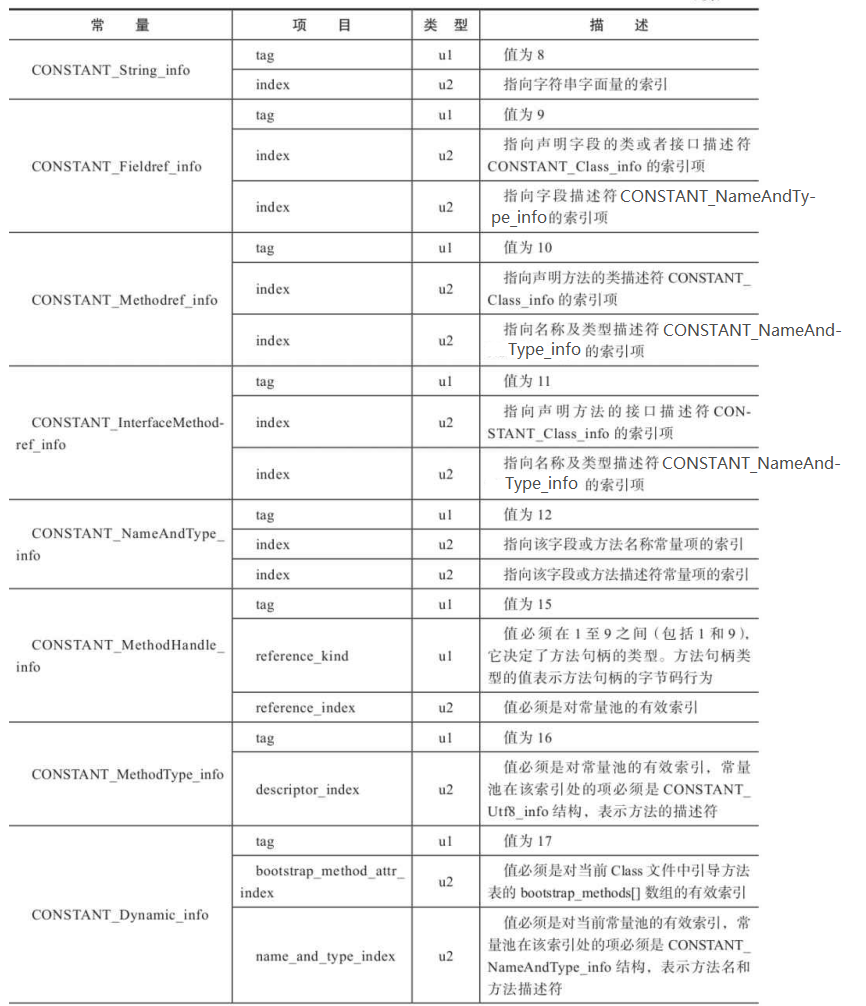 常 量 项 目 类 型 描 述
CONSTANT_String_info
tag u1 值为 8
index u2 指向字符串字面量的索引
CONSTANT_Fieldref_info
tag u1 值为 9
index u2 指向声明字段的类或者接口描述符
CONSTANT_Class_info 的索引项
index u2 指向字段描述符CONSTANT_NameAndTy-
pe_info的索引项
CONSTANT_Methodref_info
tag u1 值为 10
index u2 指向声明方法的类描述符 CONSTANT_
Class_info 的索引项
index u2 指向名称及类型描述符 CONSTANT_NameAnd-
Type_info 的索引项
CONSTANT_InterfaceMethod-
ref_info
tag u1 值为 11
index u2 指向声明方法的接口描述符 CON-
STANT_Class_info 的索引项
index u2 指向名称及类型描述符 CONSTANT_NameAnd-
Type_info 的索引项
CONSTANT_NameAndType_
info
tag u1 值为 12
index u2 指向该字段或方法名称常量项的索引
index u2 指向该字段或方法描述符常量项的索引
CONSTANT_MethodHandle_
info
tag u1 值为 15
reference_kind u1 值必须在 1 至 9 之间（包括 1 和 9），
它决定了方法句柄的类型。方法句柄类
型的值表示方法句柄的字节码行为
reference_index u2 值必须是对常量池的有效索引
CONSTANT_MethodType_info
tag u1 值为 16
descriptor_index u2 值必须是对常量池的有效索引，常量
池在该索引处的项必须是 CONSTANT_
Utf8_info 结构，表示方法的描述符
CONSTANT_Dynamic_info
tag u1 值为 17
bootstrap_method_attr_
index u2 值必须是对当前 Class 文件中引导方法
表的 bootstrap_methods[] 数组的有效索引
name_and_type_index u2 值必须是对当前常量池的有效索引，常
量池在该索引处的项必须是 CONSTANT_
NameAndType_info 结构，表示方法名和
方法描述符